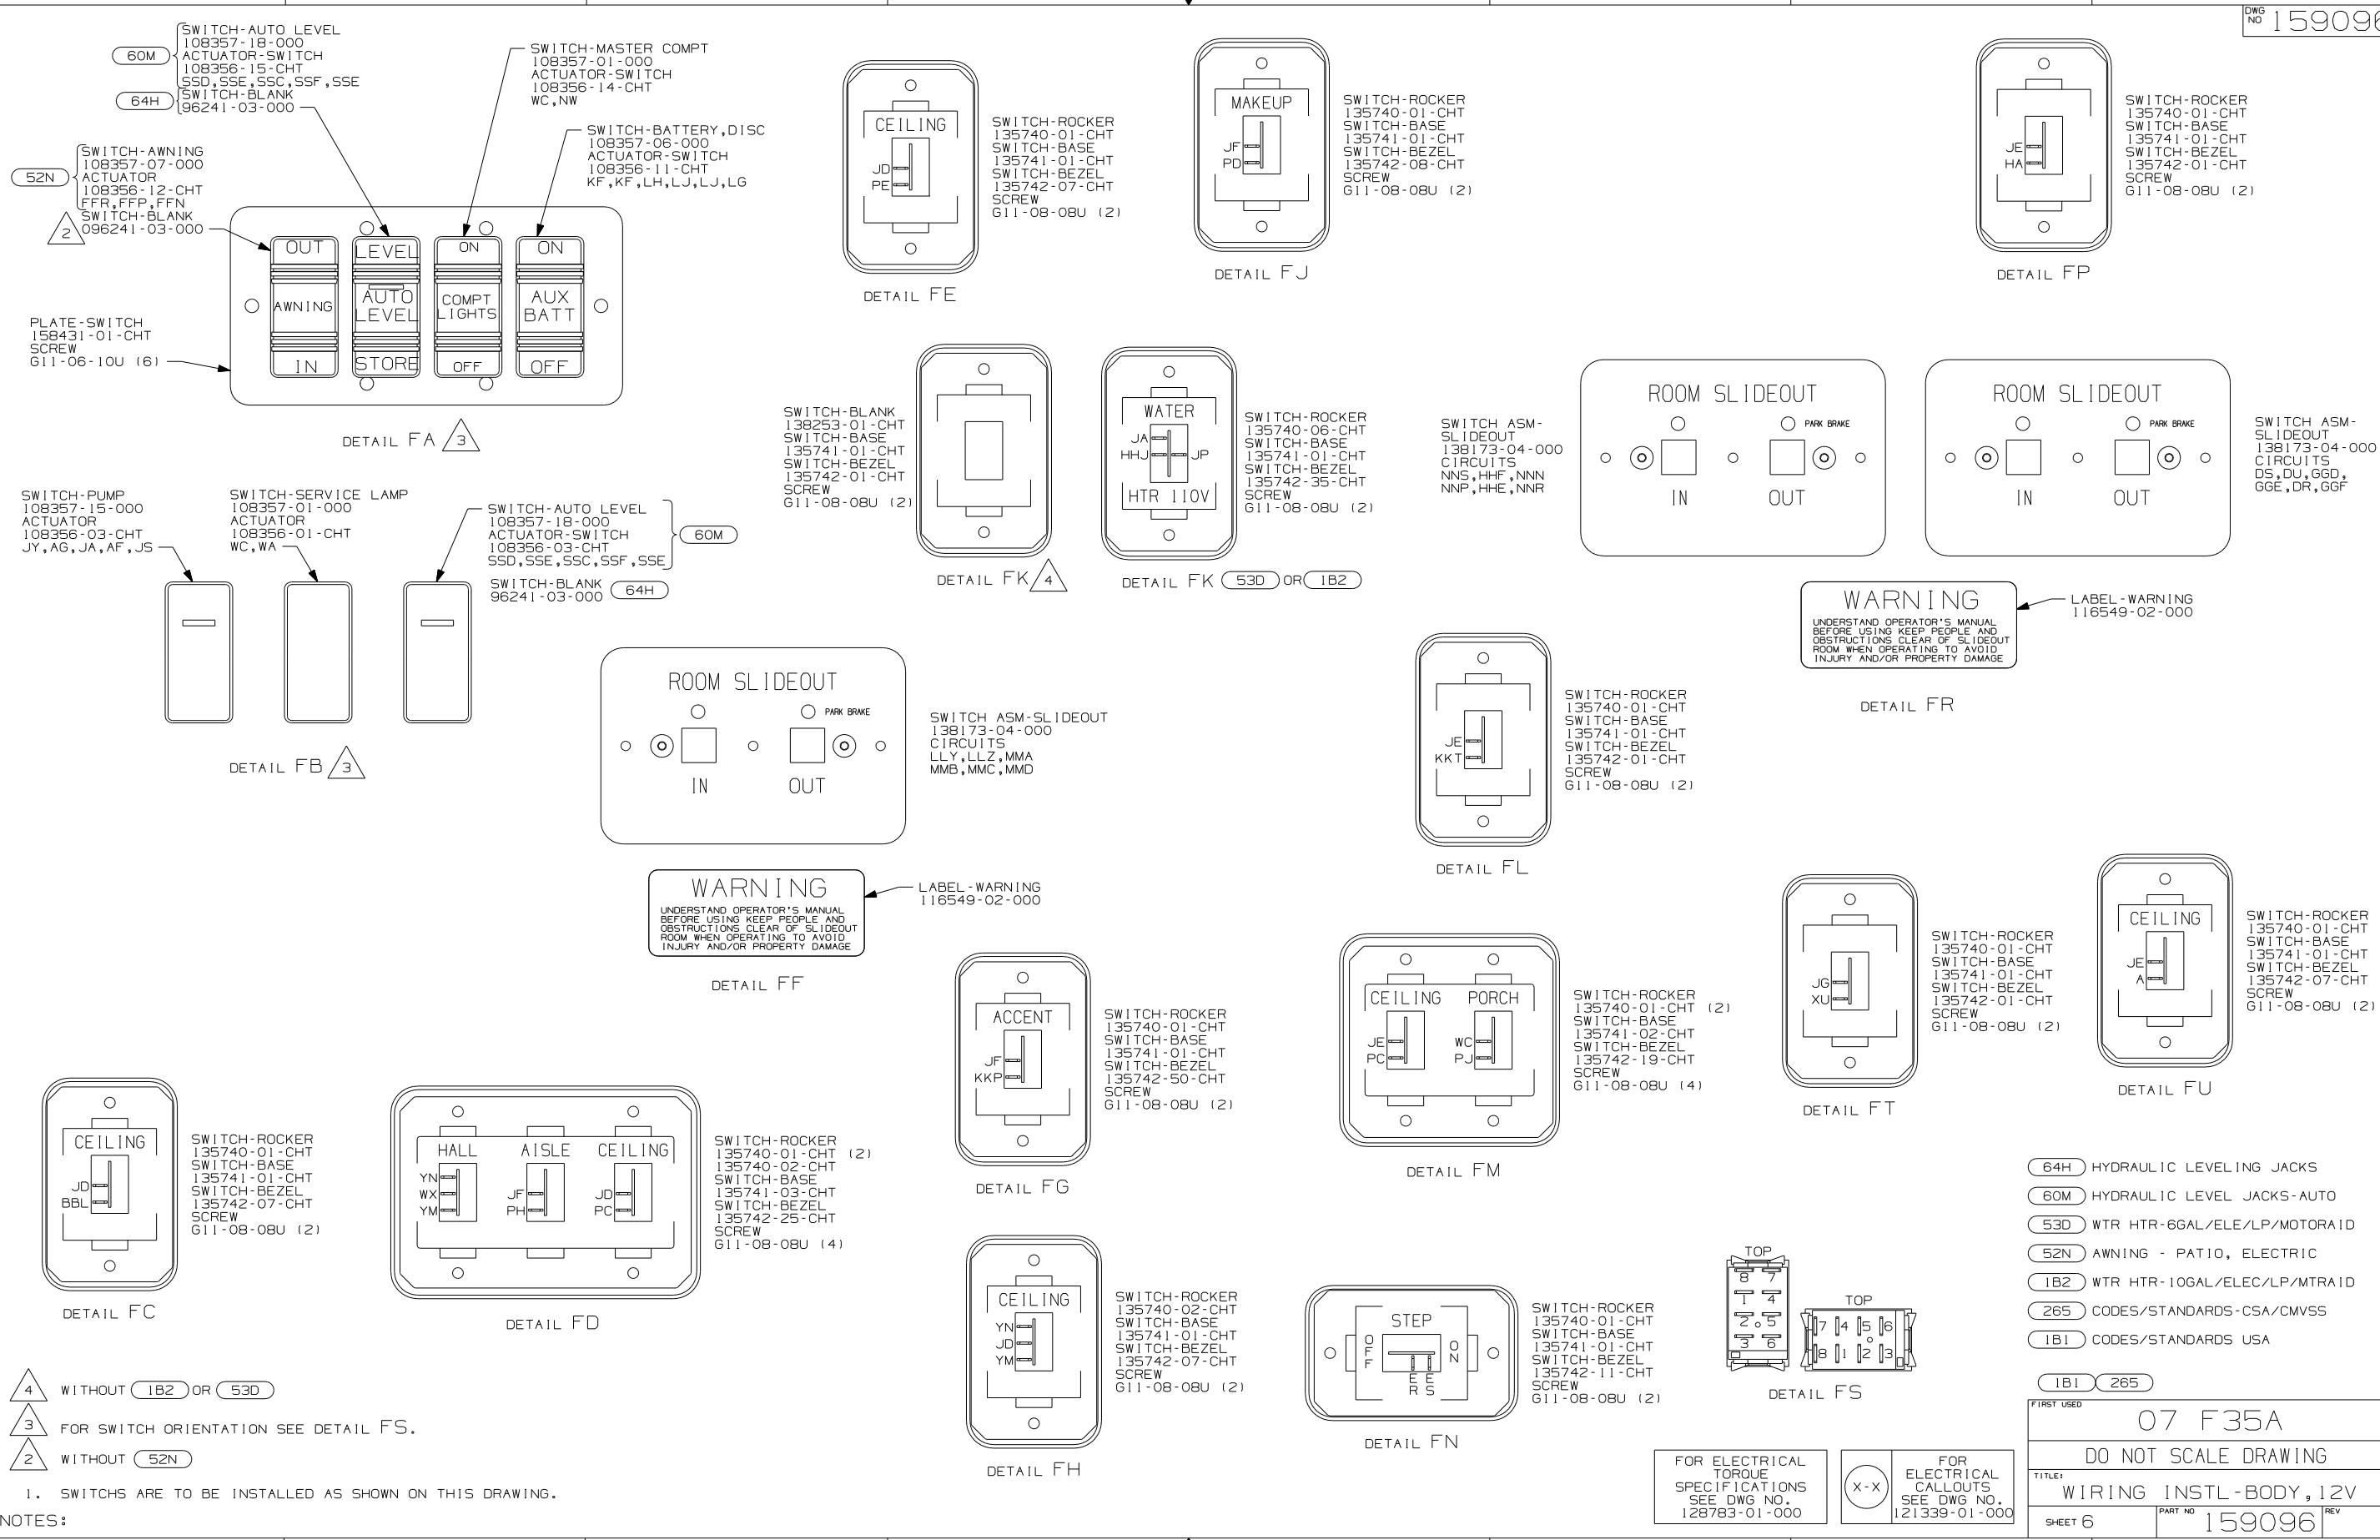 DWG NO 159096
60M
SWITCH-AUTO LEVEL
108357-18-000
ACTUATOR-SWITCH
108356-15-CHT
SSD,SSE,SSC,SSF,SSE
64H
SWITCH-BLANK
96241-03-000
SWITCH-MASTER COMPT
108357-01-000
ACTUATOR-SWITCH
108356-14-CHT
WC,NW
SWITCH-BATTERY,DISC
108357-06-000
ACTUATOR-SWITCH
108356-11-CHT
KF,KF,LH,LJ,LJ,LG
52N
SWITCH-AWNING
108357-07-000
ACTUATOR
108356-12-CHT
FFR,FFP,FFN
2
SWITCH-BLANK
096241-03-000
PLATE-SWITCH
158431-01-CHT
SCREW
G11-06-10U (6)
OUT
AWNING
IN
LEVEL
AUTO
LEVEL
STORE
ON
COMPT
LIGHTS
OFF
ON
AUX
BATT
OFF
DETAIL FA 3
CEILING
JD
PE
SWITCH-ROCKER
135740-01-CHT
SWITCH-BASE
135741-01-CHT
SWITCH-BEZEL
135742-07-CHT
SCREW
G11-08-08U (2)
DETAIL FE
MAKEUP
JF
PD
SWITCH-ROCKER
135740-01-CHT
SWITCH-BASE
135741-01-CHT
SWITCH-BEZEL
135742-08-CHT
SCREW
G11-08-08U (2)
DETAIL FJ
JE
HA
SWITCH-ROCKER
135740-01-CHT
SWITCH-BASE
135741-01-CHT
SWITCH-BEZEL
135742-01-CHT
SCREW
G11-08-08U (2)
DETAIL FP
SWITCH-BLANK
138253-01-CHT
SWITCH-BASE
135741-01-CHT
SWITCH-BEZEL
135742-01-CHT
SCREW
G11-08-08U (2)
DETAIL FK 4
WATER
JA
HHJ
JP
HTR 110V
SWITCH-ROCKER
135740-06-CHT
SWITCH-BASE
135741-01-CHT
SWITCH-BEZEL
135742-35-CHT
SCREW
G11-08-08U (2)
DETAIL FK 53D OR 1B2
SWITCH ASM-
SLIDEOUT
138173-04-000
CIRCUITS
NNS,HHF,NNN
NNP,HHE,NNR
ROOM SLIDEOUT
PARK BRAKE
IN
OUT
ROOM SLIDEOUT
PARK BRAKE
IN
OUT
SWITCH ASM-
SLIDEOUT
138173-04-000
CIRCUITS
DS,DU,GGD,
GGE,DR,GGF
WARNING
UNDERSTAND OPERATOR'S MANUAL
BEFORE USING KEEP PEOPLE AND
OBSTRUCTIONS CLEAR OF SLIDEOUT
ROOM WHEN OPERATING TO AVOID
INJURY AND/OR PROPERTY DAMAGE
LABEL-WARNING
116549-02-000
DETAIL FR
SWITCH-PUMP
108357-15-000
ACTUATOR
108356-03-CHT
JY,AG,JA,AF,JS
SWITCH-SERVICE LAMP
108357-01-000
ACTUATOR
108356-01-CHT
WC,WA
SWITCH-AUTO LEVEL
108357-18-000
ACTUATOR-SWITCH
108356-03-CHT
SSD,SSE,SSC,SSF,SSE
60M
SWITCH-BLANK
96241-03-000
64H
DETAIL FB 3
ROOM SLIDEOUT
PARK BRAKE
IN
OUT
SWITCH ASM-SLIDEOUT
138173-04-000
CIRCUITS
LLY,LLZ,MMA
MMB,MMC,MMD
WARNING
UNDERSTAND OPERATOR'S MANUAL
BEFORE USING KEEP PEOPLE AND
OBSTRUCTIONS CLEAR OF SLIDEOUT
ROOM WHEN OPERATING TO AVOID
INJURY AND/OR PROPERTY DAMAGE
LABEL-WARNING
116549-02-000
DETAIL FF
JE
KKT
SWITCH-ROCKER
135740-01-CHT
SWITCH-BASE
135741-01-CHT
SWITCH-BEZEL
135742-01-CHT
SCREW
G11-08-08U (2)
DETAIL FL
ACCENT
JF
KKP
SWITCH-ROCKER
135740-01-CHT
SWITCH-BASE
135741-01-CHT
SWITCH-BEZEL
135742-50-CHT
SCREW
G11-08-08U (2)
DETAIL FG
CEILING
PORCH
JE
PC
WC
PJ
SWITCH-ROCKER
135740-01-CHT (2)
SWITCH-BASE
135741-02-CHT
SWITCH-BEZEL
135742-19-CHT
SCREW
G11-08-08U (4)
DETAIL FM
JG
XU
SWITCH-ROCKER
135740-01-CHT
SWITCH-BASE
135741-01-CHT
SWITCH-BEZEL
135742-01-CHT
SCREW
G11-08-08U (2)
DETAIL FT
CEILING
JE
A
SWITCH-ROCKER
135740-01-CHT
SWITCH-BASE
135741-01-CHT
SWITCH-BEZEL
135742-07-CHT
SCREW
G11-08-08U (2)
DETAIL FU
CEILING
JD
BBL
SWITCH-ROCKER
135740-01-CHT
SWITCH-BASE
135741-01-CHT
SWITCH-BEZEL
135742-07-CHT
SCREW
G11-08-08U (2)
DETAIL FC
HALL
AISLE
CEILING
YN
WX
YM
JF
PH
JD
PC
SWITCH-ROCKER
135740-01-CHT (2)
135740-02-CHT
SWITCH-BASE
135741-03-CHT
SWITCH-BEZEL
135742-25-CHT
SCREW
G11-08-08U (4)
DETAIL FD
CEILING
YN
JD
YM
SWITCH-ROCKER
135740-02-CHT
SWITCH-BASE
135741-01-CHT
SWITCH-BEZEL
135742-07-CHT
SCREW
G11-08-08U (2)
DETAIL FH
STEP
OFF
ON
ER
ES
SWITCH-ROCKER
135740-01-CHT
SWITCH-BASE
135741-01-CHT
SWITCH-BEZEL
135742-11-CHT
SCREW
G11-08-08U (2)
DETAIL FN
TOP
8 7
1 4
2 5
3 6
TOP
7 4 5 6
8 1 2 3
DETAIL FS
64H HYDRAULIC LEVELING JACKS
60M HYDRAULIC LEVEL JACKS-AUTO
53D WTR HTR-6GAL/ELE/LP/MOTORAID
52N AWNING - PATIO, ELECTRIC
1B2 WTR HTR-10GAL/ELEC/LP/MTRAID
265 CODES/STANDARDS-CSA/CMVSS
1B1 CODES/STANDARDS USA
1B1 265
4 WITHOUT 1B2 OR 53D
3 FOR SWITCH ORIENTATION SEE DETAIL FS.
2 WITHOUT 52N
1. SWITCHS ARE TO BE INSTALLED AS SHOWN ON THIS DRAWING.
NOTES:
FOR ELECTRICAL
TORQUE
SPECIFICATIONS
SEE DWG NO.
128783-01-000
X-X
FOR
ELECTRICAL
CALLOUTS
SEE DWG NO.
121339-01-000
FIRST USED
07 F35A
DO NOT SCALE DRAWING
TITLE:
WIRING INSTL-BODY,12V
SHEET 6
PART NO 159096
REV